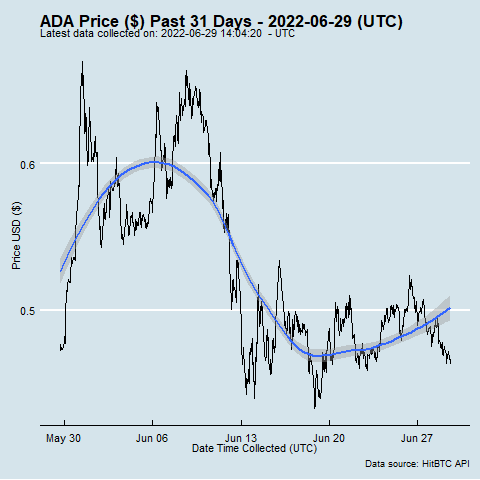 ADA Price ($) Past 31 Days - 2022-06-29 (UTC)
Latest data collected on: 2022-06-29 14:04:20 - UTC
0.6
Price USD ($)
0.5
May 30 Jun 06 Jun 13 Jun 20 Jun 27
Date Time Collected (UTC)
Data source: HitBTC API